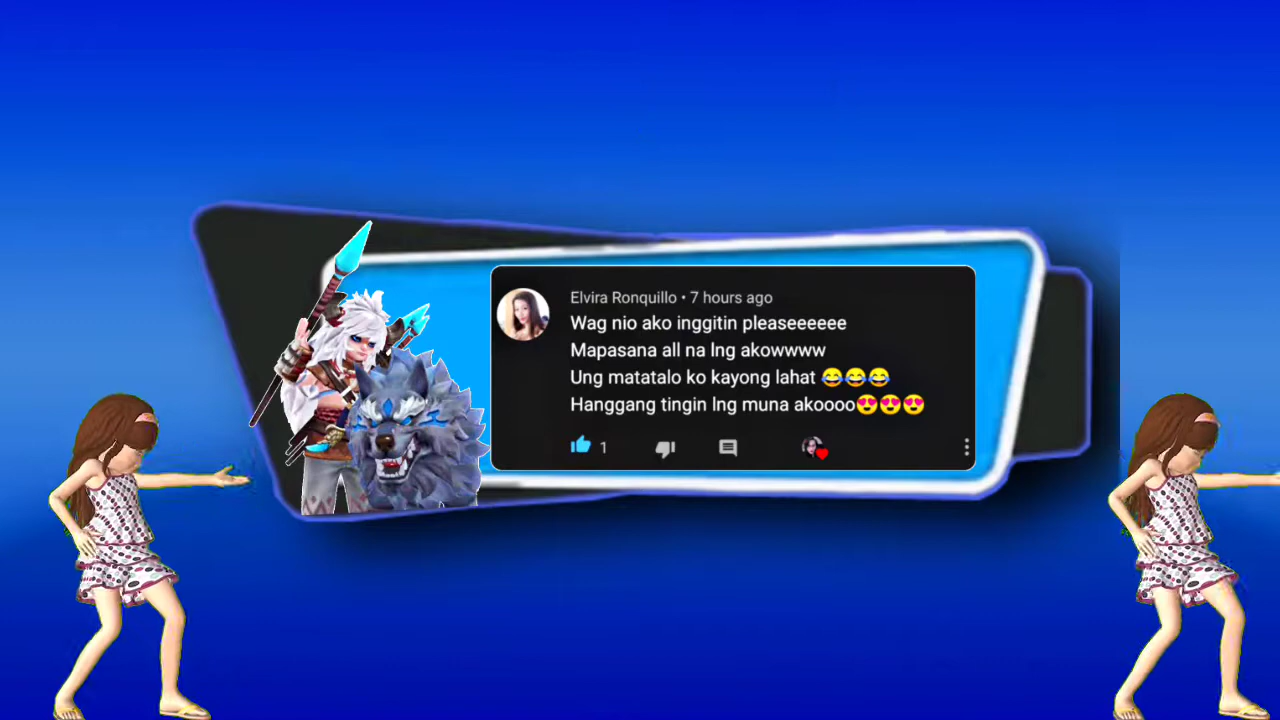 Elvira Ronquillo • 7 hours ago
Wag nio ako inggitin pleaseeeeee
Mapasana all na lng akowwww
Ung matatalo ko kayong lahat 😂😂😂
Hanggang tingin lng muna akoooo😍😍😍
1